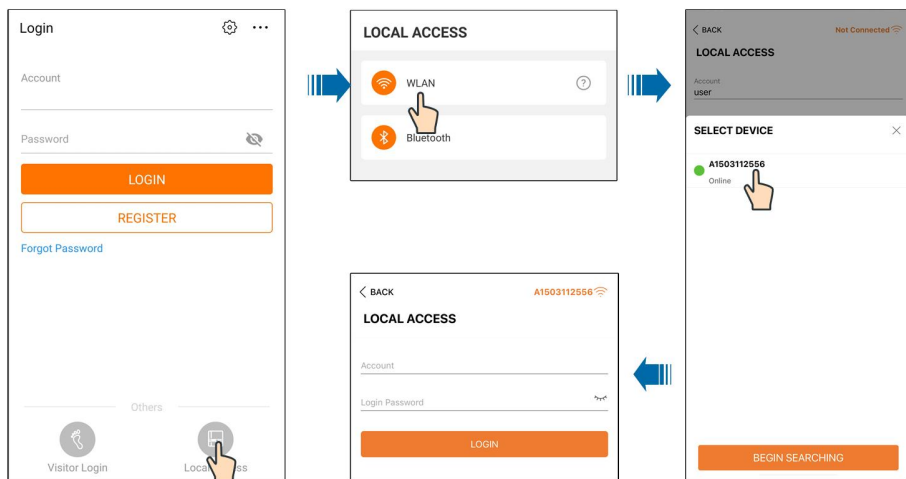 Login
Account
Password
LOGIN
REGISTER
Forgot Password
Others
Visitor Login
LOCAL ACCESS
WLAN
?
Bluetooth
BACK Not Connected
LOCAL ACCESS
Account
user
SELECT DEVICE
A1503112556
Online
BEGIN SEARCHING
BACK A1503112556
LOCAL ACCESS
Account
Login Password
LOGIN